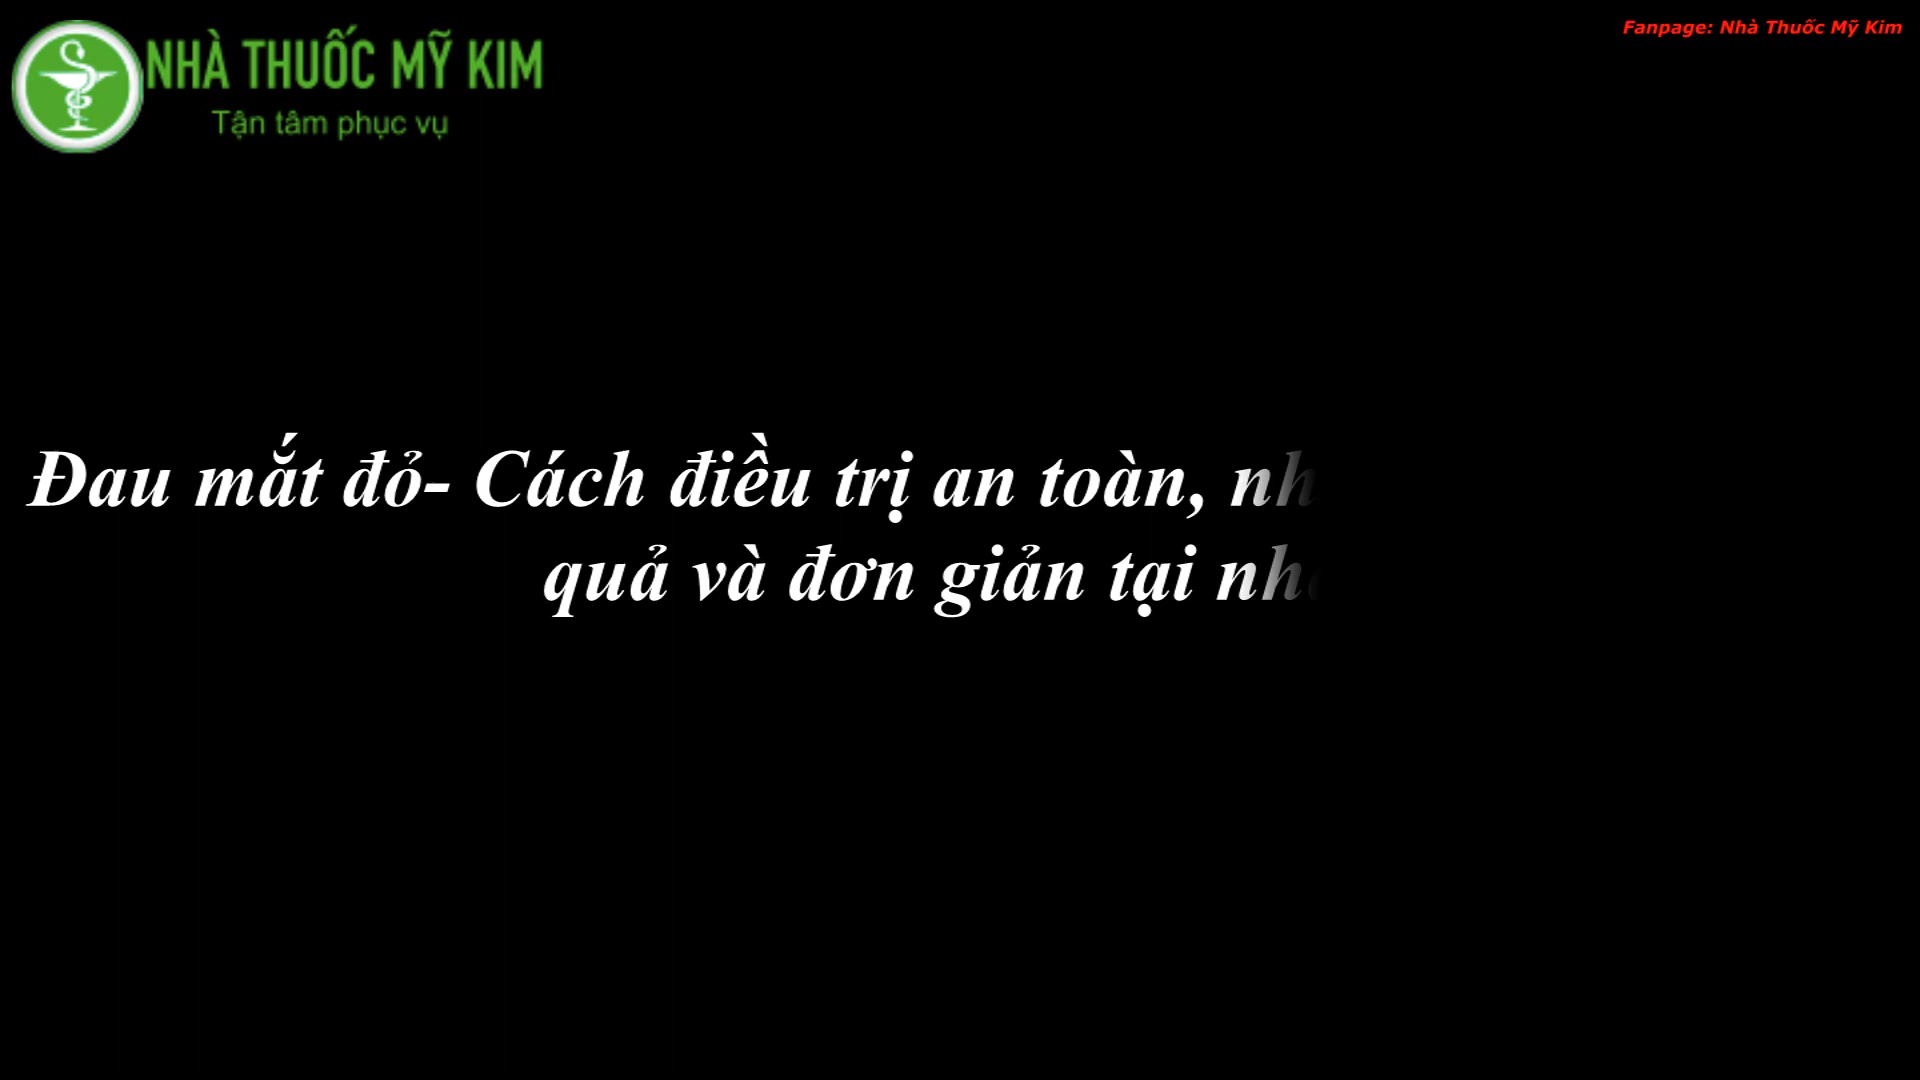 NHÀ THUỐC MỸ KIM
Tận tâm phục vụ
Fanpage: Nhà Thuốc Mỹ Kim
Đau mắt đỏ- Cách điều trị an toàn,
quả và đơn giản tại